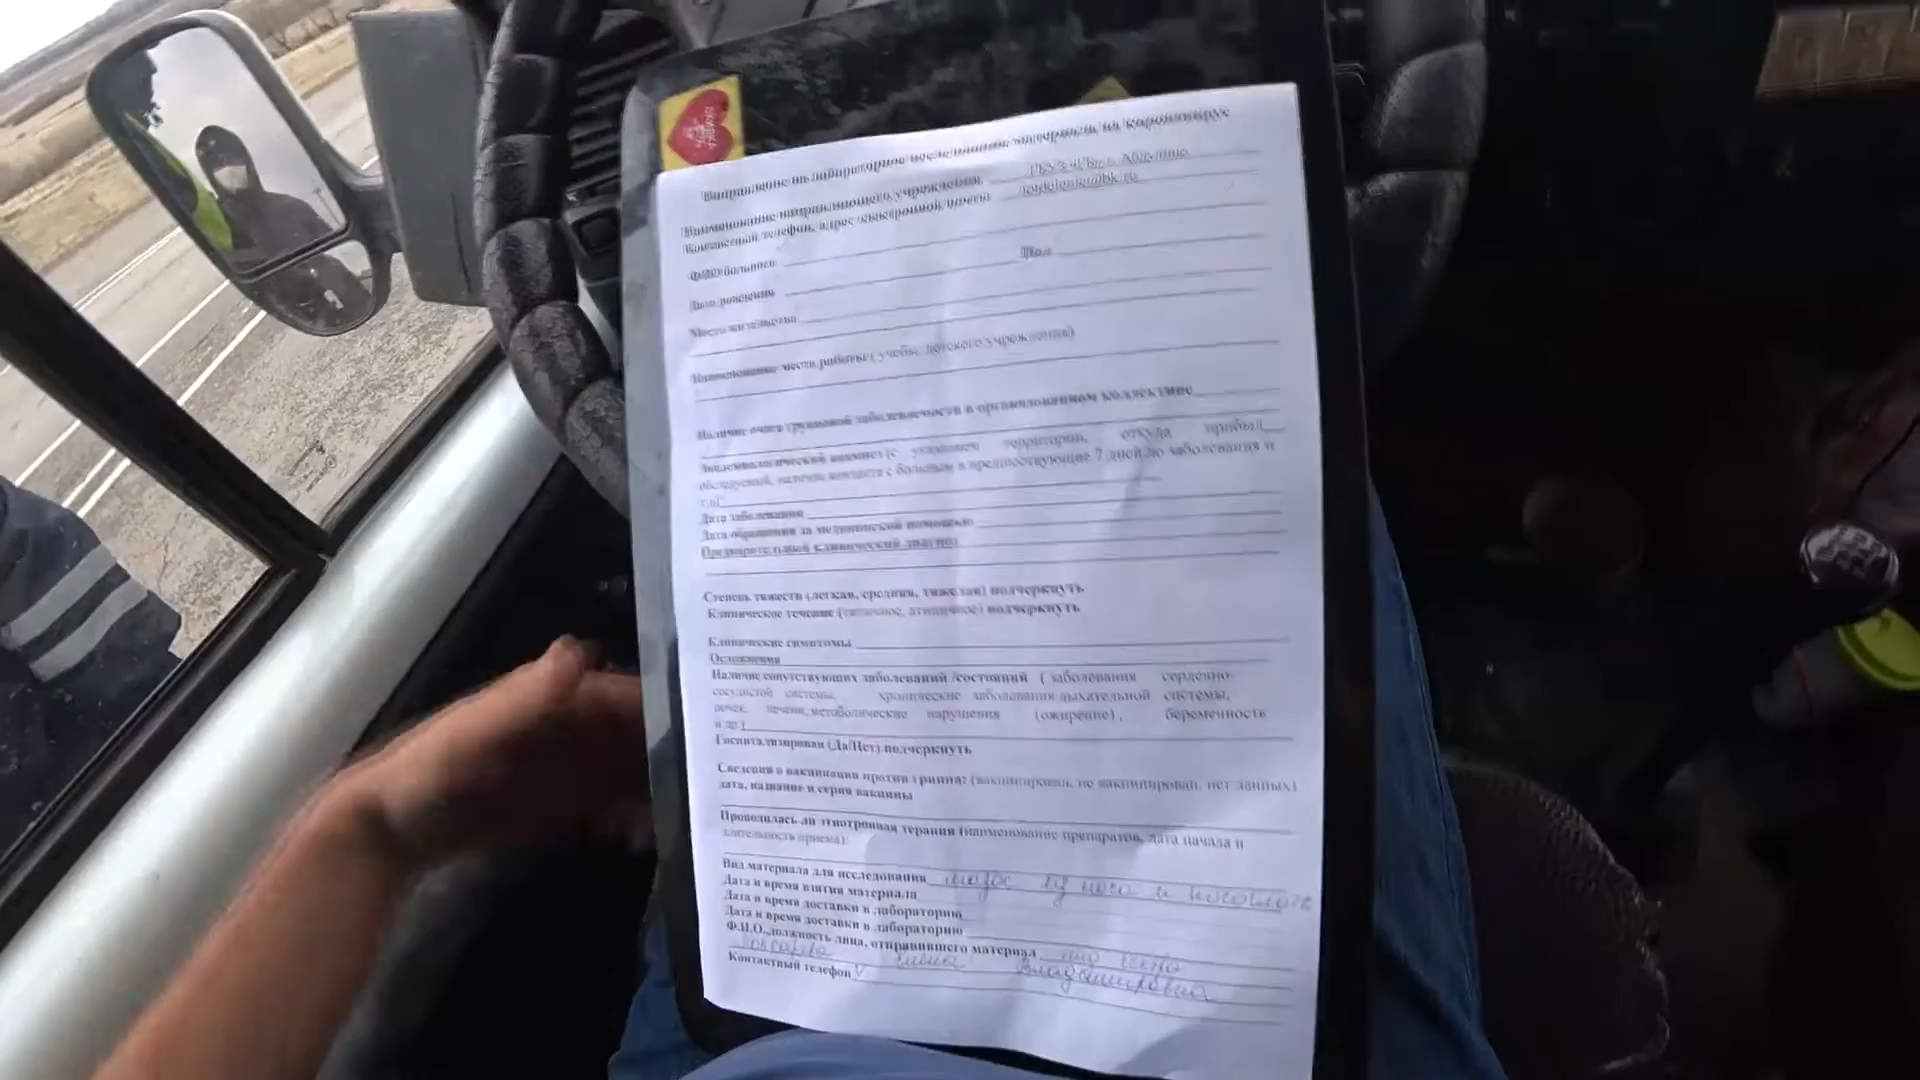 Направление на лабораторное исследование материала на коронавирус
Наименование направляющего учреждения
Контактный телефон, адрес электронной почты
ФИО больного
Пол
Дата рождения
Место жительства
Наименование места работы( учебы, детского учреждения)
Наличие очага групповой заболеваемости в организованном коллективе
Эпидемиологический анамнез (с указанием территории, откуда прибыл
обследуемый, наличие контакта с больным в предшествующие 7 дней до заболевания и
т.п)
Дата заболевания
Дата обращения за медицинской помощью
Предварительный клинический диагноз
Степень тяжести (легкая, средняя, тяжелая) подчеркнуть
Клиническое течение (типичное, атипичное) подчеркнуть
Клинические симптомы
Осложнения
Наличие сопутствующих заболеваний /состояний ( заболевания сердечно-
сосудистой системы, хронические заболевания дыхательной системы,
почек, печени, метаболические нарушения (ожирение), беременность
и др.)
Госпитализирован (Да/Нет) подчеркнуть
Сведения о вакцинации против гриппа: (вакцинирован, не вакцинирован, нет данных)
дата, название и серия вакцины
Проводилась ли этиотропная терапия (наименование препаратов, дата начала и
длительность приема):
Вид материала для исследования мазок из носа и
Дата и время взятия материала
Дата и время доставки в лабораторию
Дата и время доставки в лабораторию
Ф.И.О.,должность лица, отправившего материал
Владимировна
Контактный телефон